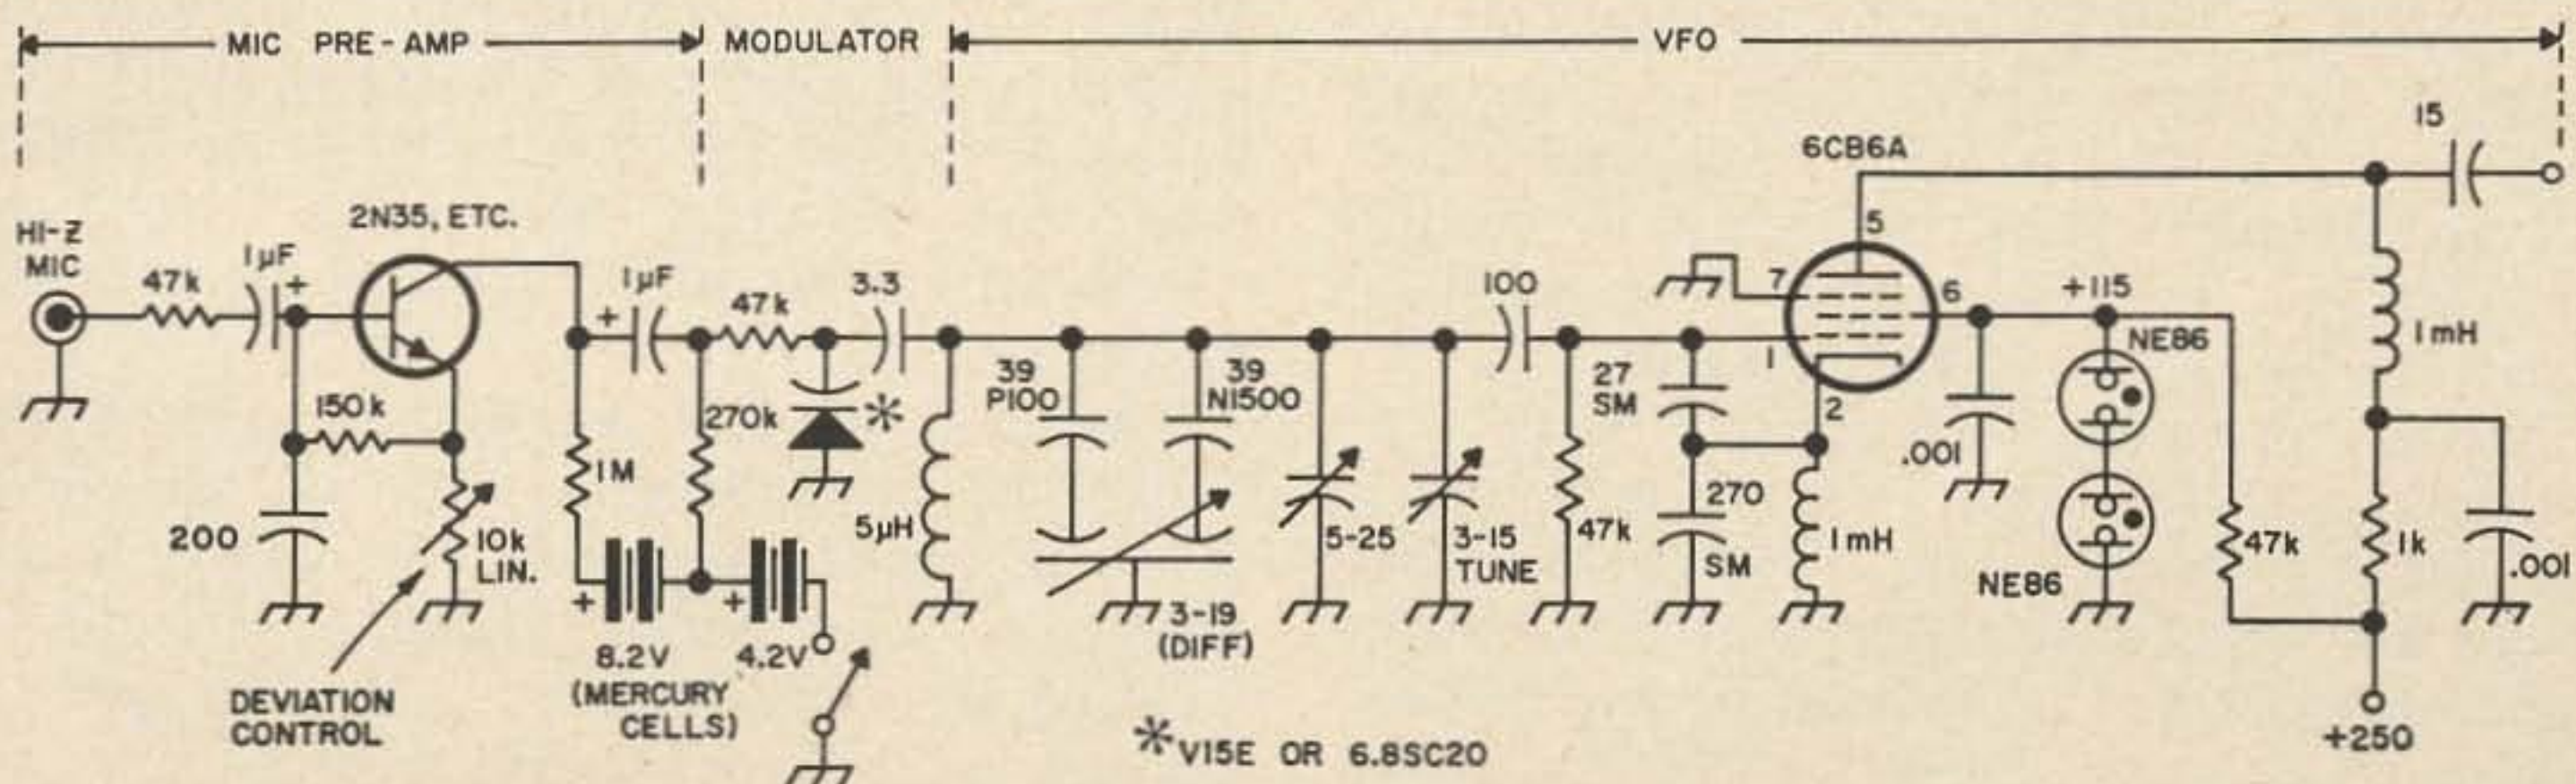 MIC PRE-AMP
MODULATOR
VFO
HI-Z
MIC
47k
1µF
+
2N35, ETC.
150k
200
10k
LIN.
DEVIATION
CONTROL
+
1µF
1M
270k
47k
3.3
*
+
8.2V
+
4.2V
(MERCURY
CELLS)
5µH
39
P100
39
N1500
3-19
(DIFF)
5-25
3-15
TUNE
100
47k
27
SM
270
SM
1mH
6CB6A
5
7
6
1
2
.001
+115
NE86
NE86
47k
15
1mH
1k
.001
+250
*V15E OR 6.8SC20